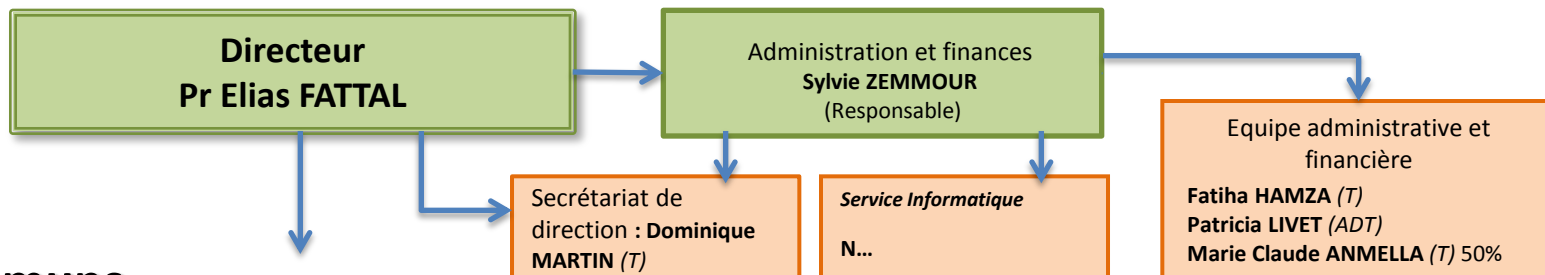 Directeur
Pr Elias FATTAL
Administration et finances
Sylvie ZEMMOUR
(Responsable)
Equipe administrative et
financière
Fatiha HAMZA (T)
Patricia LIVET (ADT)
Marie Claude ANMELLA (T) 50%
Secrétariat de
direction : Dominique
MARTIN (T)
Service Informatique
N…